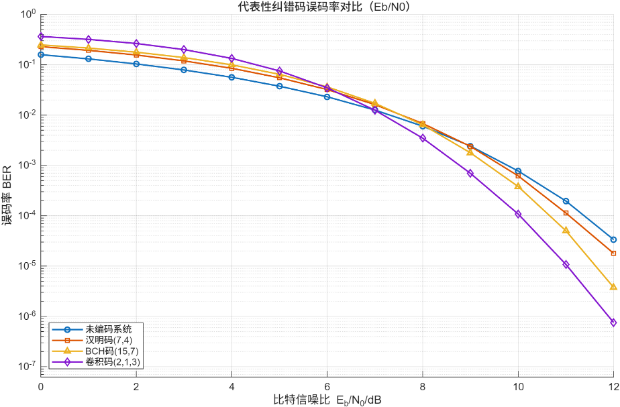 代表性纠错码误码率对比（Eb/N0）
10⁰
10⁻¹
10⁻²
10⁻³
10⁻⁴
10⁻⁵
10⁻⁶
10⁻⁷
误码率 BER
未编码系统
汉明码(7,4)
BCH码(15,7)
卷积码(2,1,3)
0 2 4 6 8 10 12
比特信噪比 E_b/N_0/dB